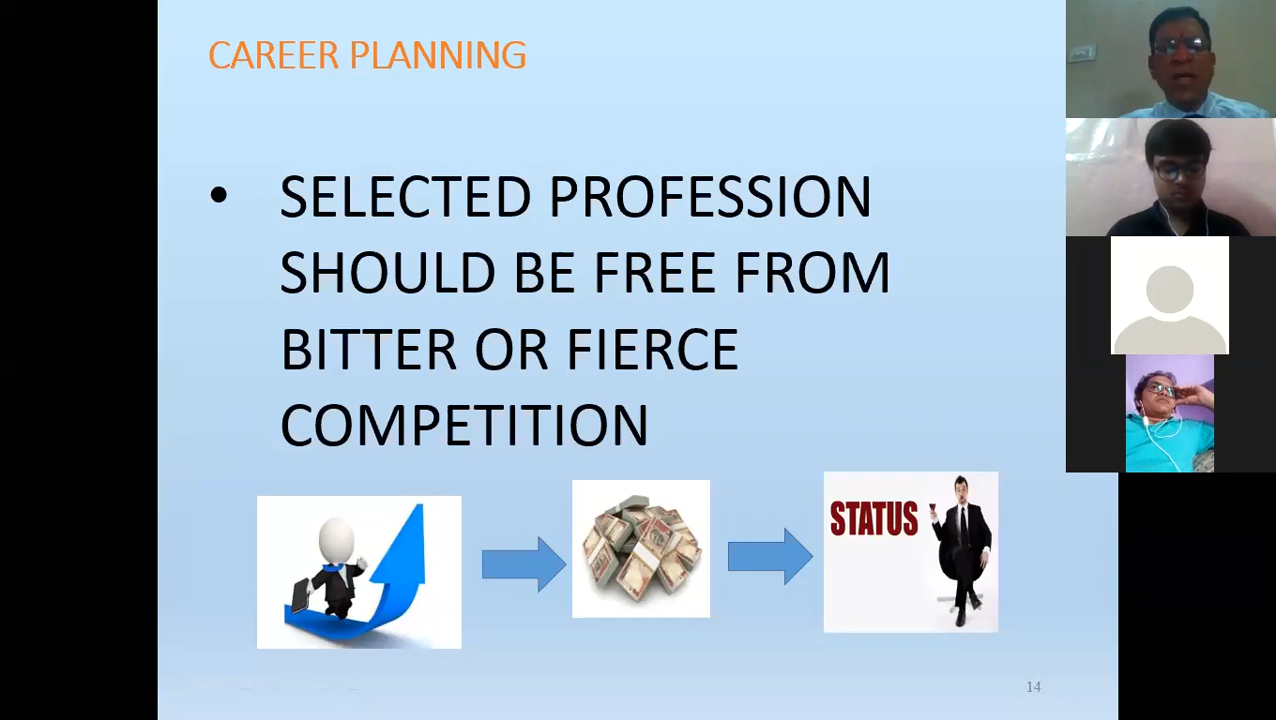 CAREER PLANNING
• SELECTED PROFESSION
SHOULD BE FREE FROM
BITTER OR FIERCE
COMPETITION
STATUS
14